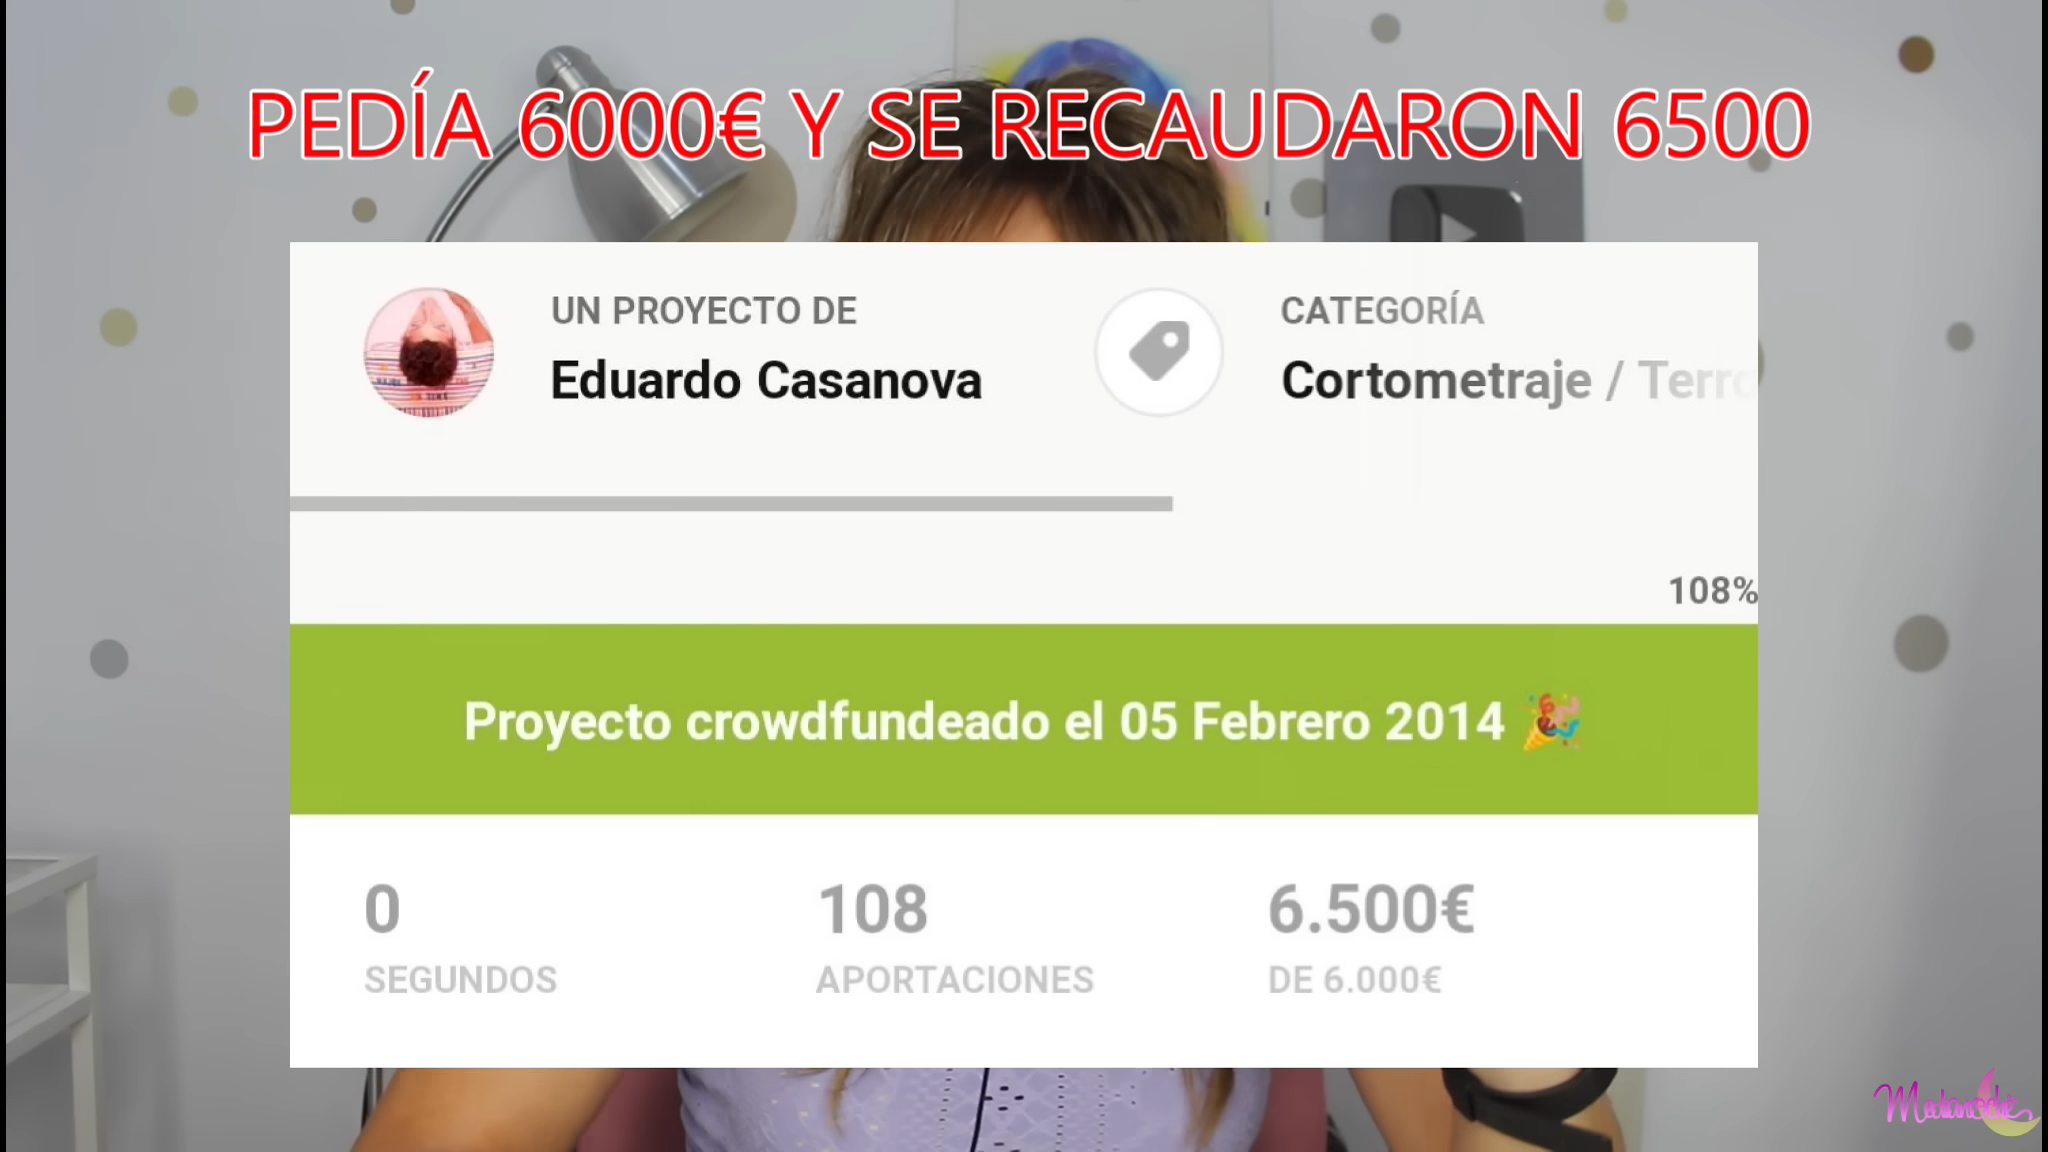 PEDÍA 6000€ Y SE RECAUDARON 6500
UN PROYECTO DE
Eduardo Casanova
CATEGORÍA
Cortometraje / Terro
108%
Proyecto crowdfundeado el 05 Febrero 2014 🎉
0
SEGUNDOS
108
APORTACIONES
6.500€
DE 6.000€